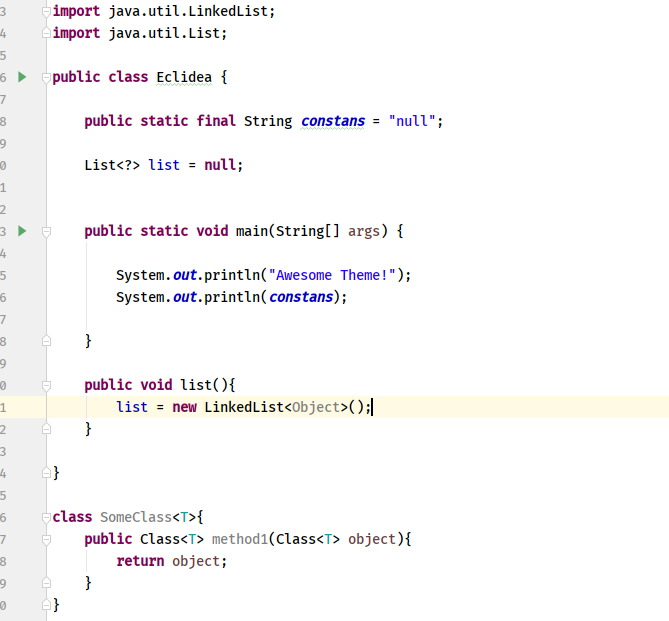 3 import java.util.LinkedList;
4 import java.util.List;
5
6 public class Eclidea {
7
8 public static final String constans = "null";
9
0 List<?> list = null;
1
2
3 public static void main(String[] args) {
4
5 System.out.println("Awesome Theme!");
6 System.out.println(constans);
7
8 }
9
0 public void list(){
1 list = new LinkedList<Object>();
2 }
3
4 }
5
6 class SomeClass<T>{
7 public Class<T> method1(Class<T> object){
8 return object;
9 }
0 }